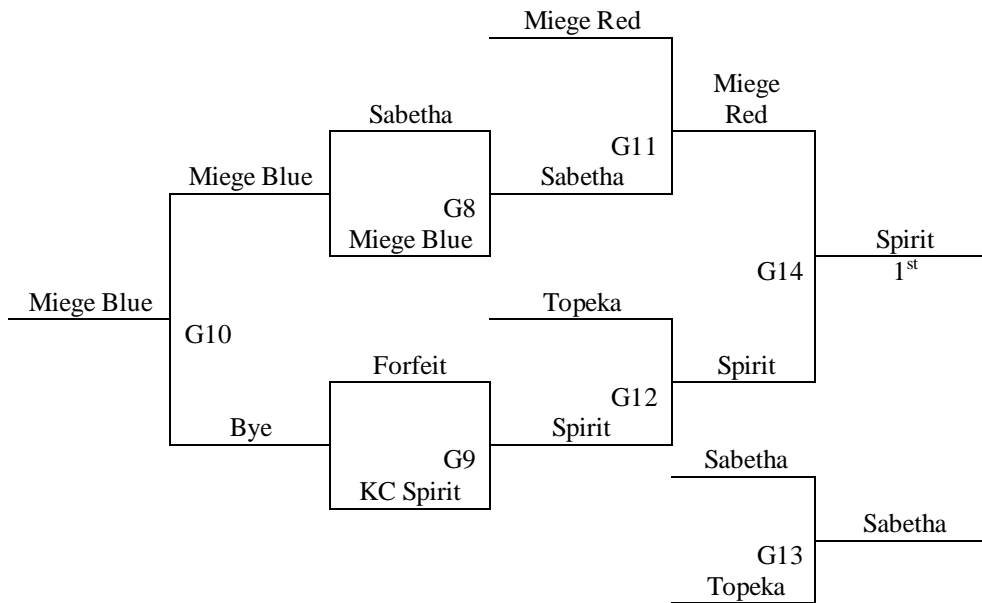 Miege Red
Miege
Red
Sabetha
G11
Miege Blue
Sabetha
G8
Miege Blue
Spirit
G14
1st
Miege Blue
Topeka
G10
Forfeit
Spirit
G12
Bye
Spirit
G9
Sabetha
KC Spirit
Sabetha
G13
Topeka